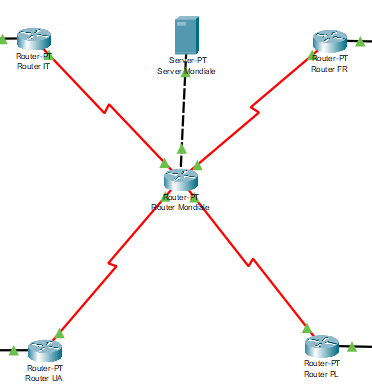 Router-PT
Router IT
Server-PT
Server Mondiale
Router-PT
Router FR
Router-PT
Router Mondiale
Router-PT
Router UA
Router-PT
Router PL